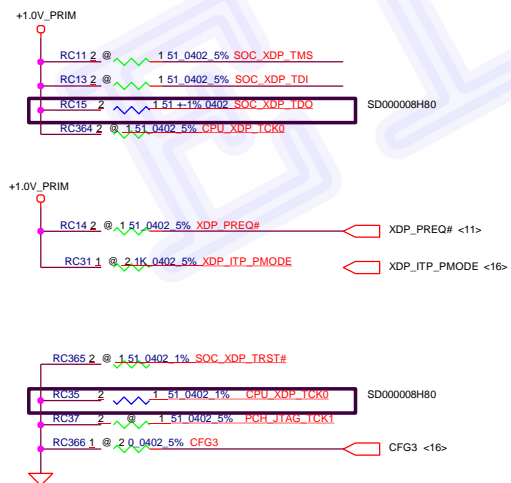 +1.0V_PRIM
RC11 2 @ 1 51_0402_5% SOC_XDP_TMS
RC13 2 @ 1 51_0402_5% SOC_XDP_TDI
RC15 2 1 51 +-1% 0402 SOC_XDP_TDO SD000008H80
RC364 2 @ 1 51_0402_5% CPU_XDP_TCK0
+1.0V_PRIM
RC14 2 @ 1 51_0402_5% XDP_PREQ# XDP_PREQ# <11>
RC31 1 @ 2 1K_0402_5% XDP_ITP_PMODE XDP_ITP_PMODE <16>
RC365 2 @ 1 51_0402_1% SOC_XDP_TRST#
RC35 2 1 51_0402_1% CPU_XDP_TCK0 SD000008H80
RC37 2 @ 1 51_0402_5% PCH_JTAG_TCK1
RC366 1 @ 2 0_0402_5% CFG3 CFG3 <16>